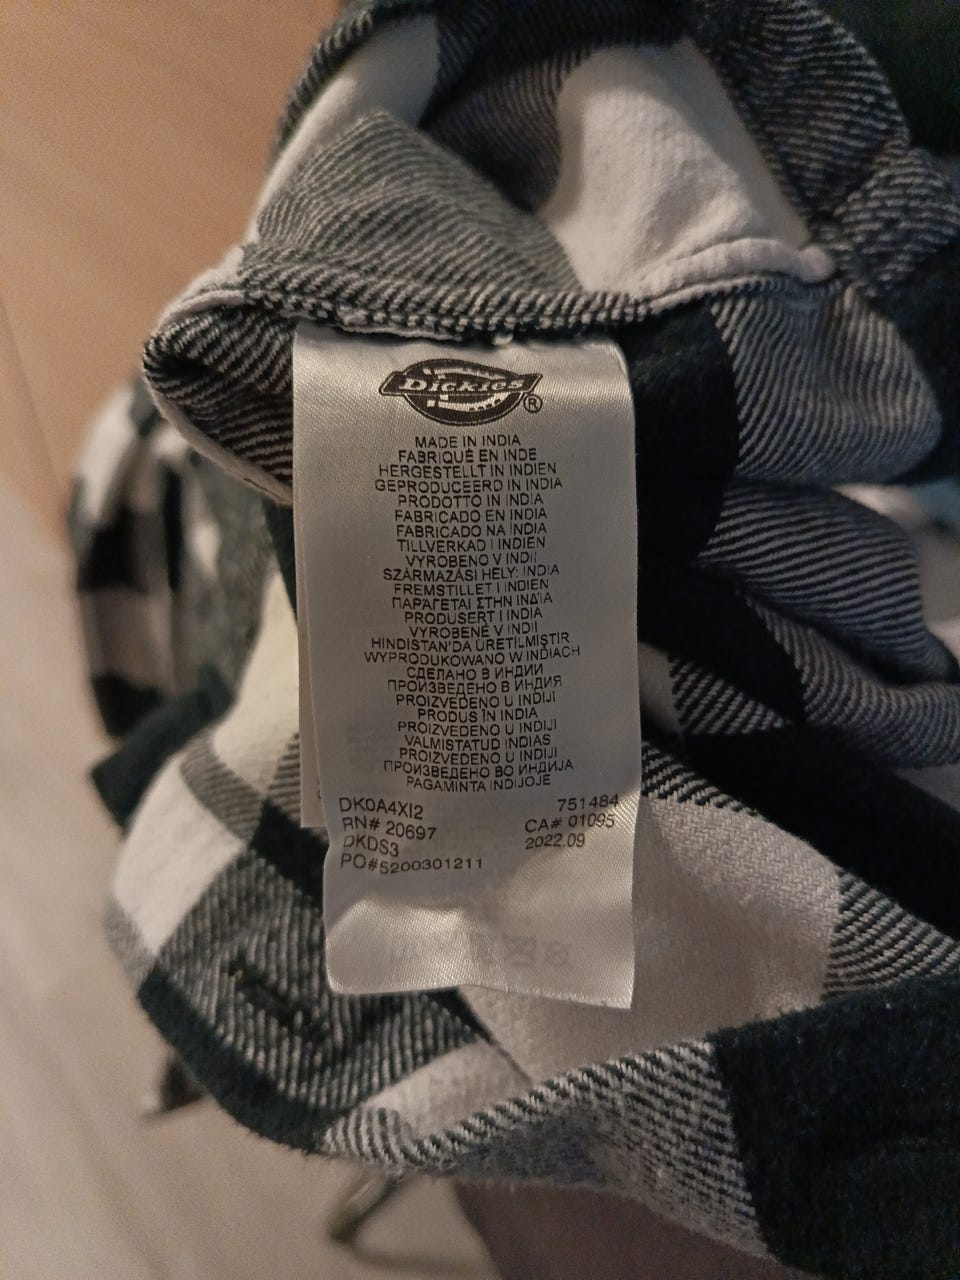 Dickies®
MADE IN INDIA
FABRIQUÉ EN INDE
HERGESTELLT IN INDIEN
GEPRODUCEERD IN INDIA
PRODOTTO IN INDIA
FABRICADO EN INDIA
FABRICADO NA INDIA
TILLVERKAD I INDIEN
VYROBENO V INDII
SZÁRMAZÁSI HELY: INDIA
FREMSTILLET I INDIEN
ΠΑΡΑΓΕΤΑΙ ΣΤΗΝ ΙΝΔΙΑ
PRODUSERT I INDIA
VYROBENÉ V INDII
HINDISTAN'DA ÜRETILMIŞTIR
WYPRODUKOWANO W INDIACH
СДЕЛАНО В ИНДИИ
ПРОИЗВЕДЕНО В ИНДИЯ
PROIZVEDENO U INDIJI
PRODUS ÎN INDIA
PROIZVEDENO U INDIJI
VALMISTATUD INDIAS
PROIZVEDENO U INDIJI
ПРОИЗВЕДЕНО ВО ИНДИЈА
PAGAMINTA INDIJOJE
DK0A4XI2 751484
RN# 20697 CA# 01095
DKDS3 2022.09
PO#5200301211